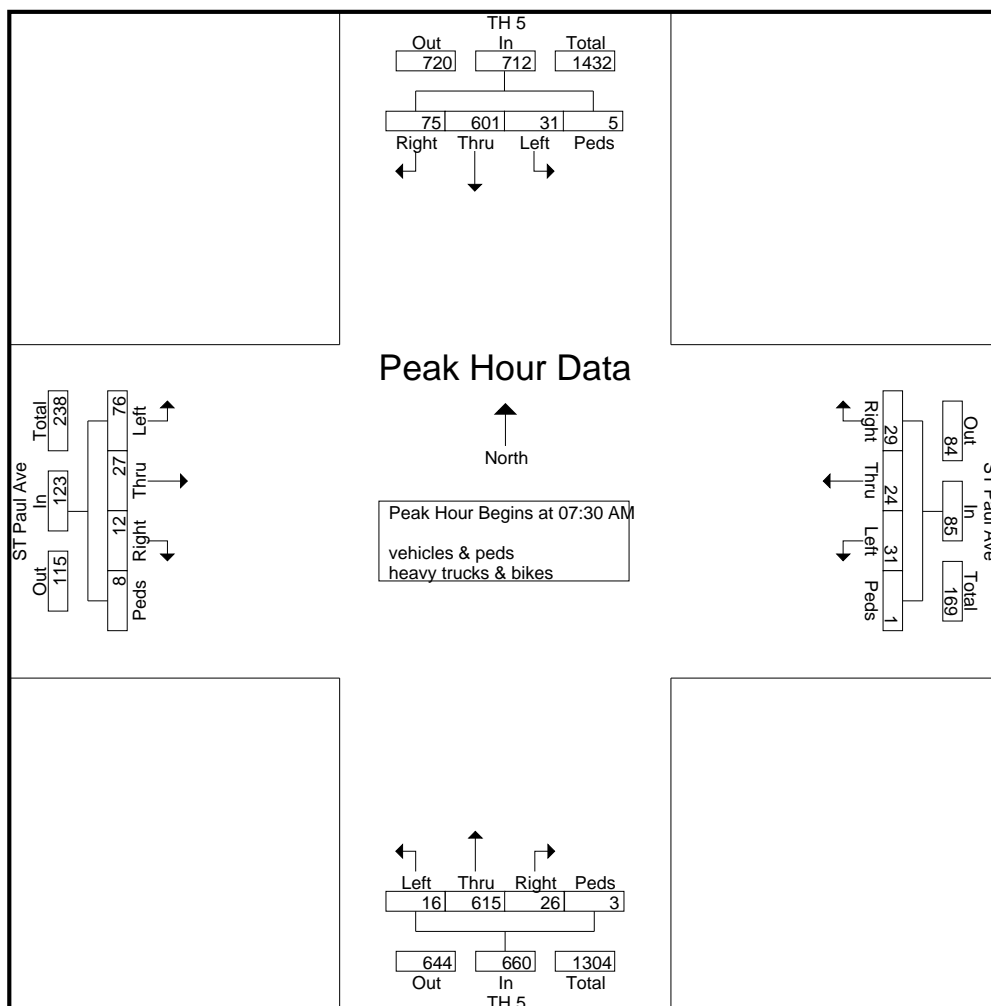 TH 5
Out In Total
720 712 1432
75 601 31 5
Right Thru Left Peds
Peak Hour Data
North
Peak Hour Begins at 07:30 AM
vehicles & peds
heavy trucks & bikes
ST Paul Ave
Out In Total
115 123 238
8 12 27 76
Peds Right Thru Left
ST Paul Ave
Out In Total
84 85 169
29 24 31 1
Right Thru Left Peds
Left Thru Right Peds
16 615 26 3
644 660 1304
Out In Total
TH 5